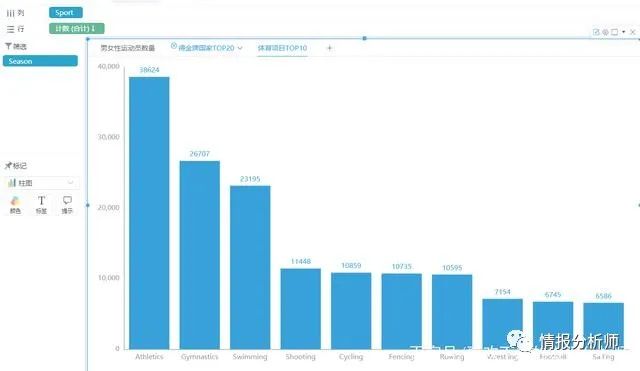 列 Sport
行 计数 (合计) 1
筛选
Season
男女性运动员数量 得金牌国家TOP20 体育项目TOP10 +
标记
柱图
颜色 标签 提示
40,000
30,000
20,000
10,000
0
38624
26707
23195
11448
10859
10735
10595
7154
6745
6586
Athletics Gymnastics Swimming Shooting Cycling Fencing Rowing Wrestling Football Sailing
情报分析师